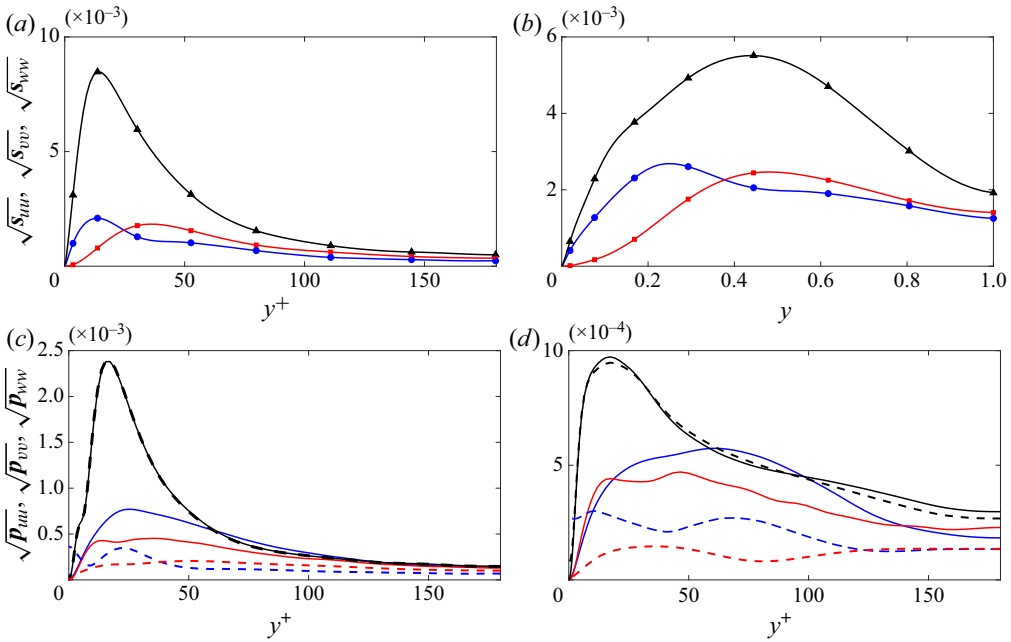 (a) (×10⁻³) (b) (×10⁻³)
10 6
5 4
2
0 50 100 150 0 0.2 0.4 0.6 0.8 1.0
√s_uu, √s_vv, √s_ww
y⁺ y
(c) (×10⁻³) (d) (×10⁻⁴)
2.5 10
2.0
1.5
1.0 5
0.5
0 50 100 150 0 50 100 150
√p_uu, √p_vv, √p_ww
y⁺ y⁺